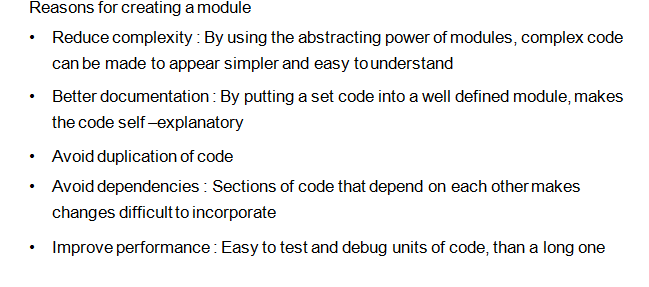 Reasons for creating a module
• Reduce complexity : By using the abstracting power of modules, complex code
can be made to appear simpler and easy to understand
• Better documentation : By putting a set code into a well defined module, makes
the code self –explanatory
• Avoid duplication of code
• Avoid dependencies : Sections of code that depend on each other makes
changes difficult to incorporate
• Improve performance : Easy to test and debug units of code, than a long one